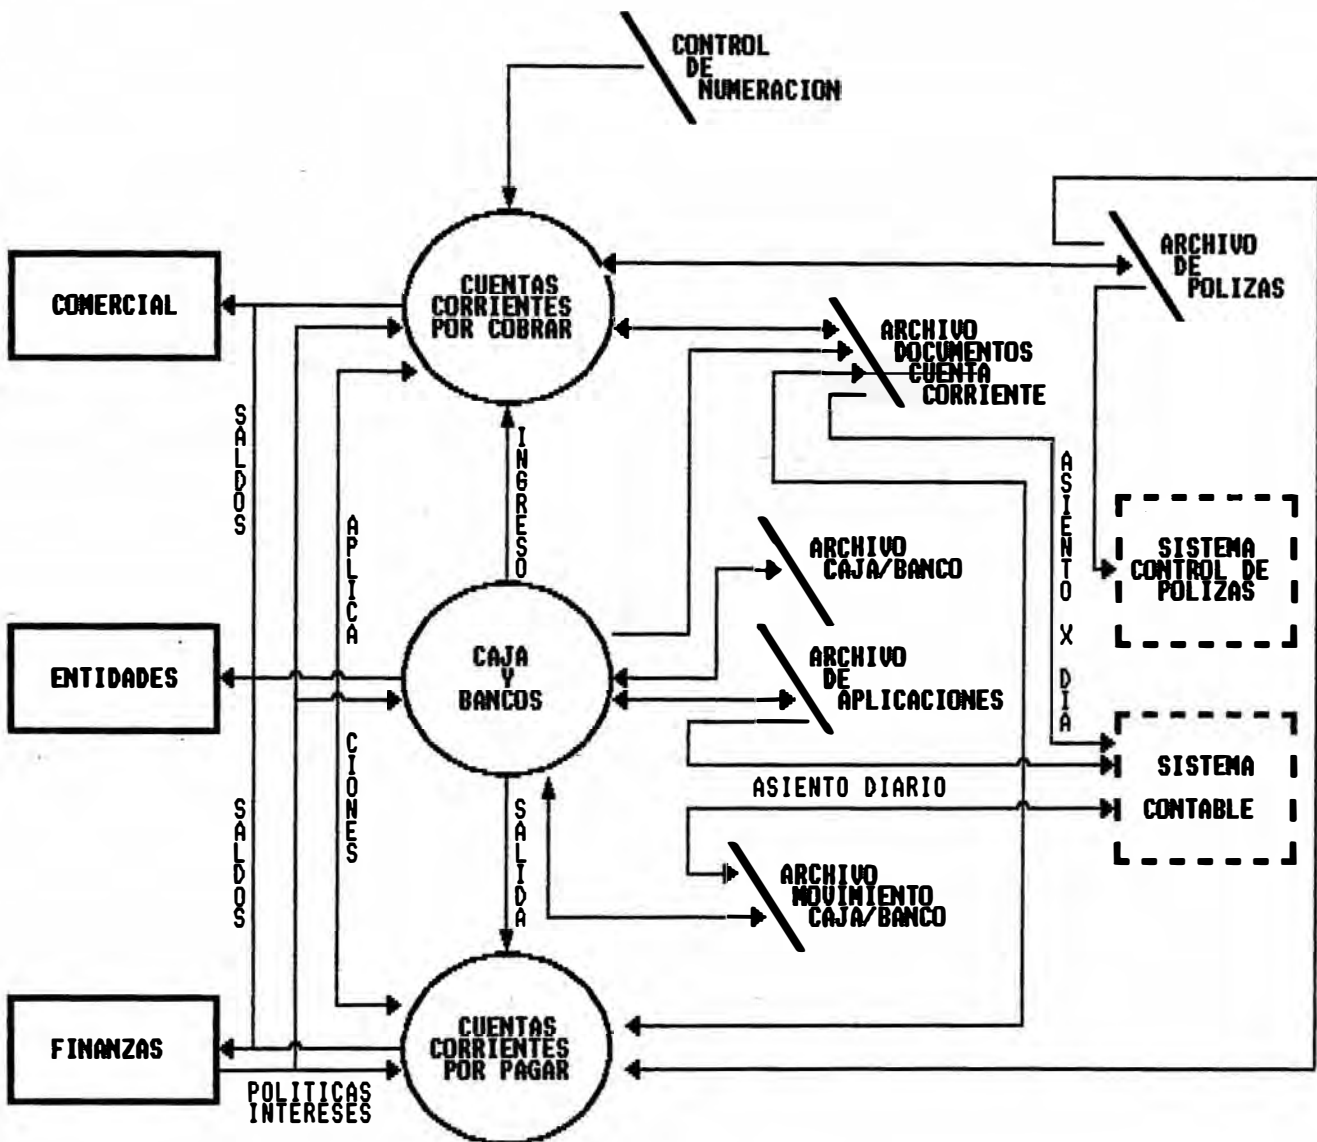 CONTROL
DE
NUMERACION
ARCHIVO
DE
POLIZAS
COMERCIAL
CUENTAS
CORRIENTES
POR COBRAR
ARCHIVO
DOCUMENTOS
CUENTA
CORRIENTE
SALDOS
INGRESO
APLICA
CIONES
ASIENTO X DIA
ARCHIVO
CAJA/BANCO
SISTEMA
CONTROL DE
POLIZAS
ENTIDADES
CAJA
Y
BANCOS
ARCHIVO
DE
APLICACIONES
SISTEMA
CONTABLE
ASIENTO DIARIO
SALDOS
SALIDA
ARCHIVO
MOVIMIENTO
CAJA/BANCO
FINANZAS
CUENTAS
CORRIENTES
POR PAGAR
POLITICAS
INTERESES